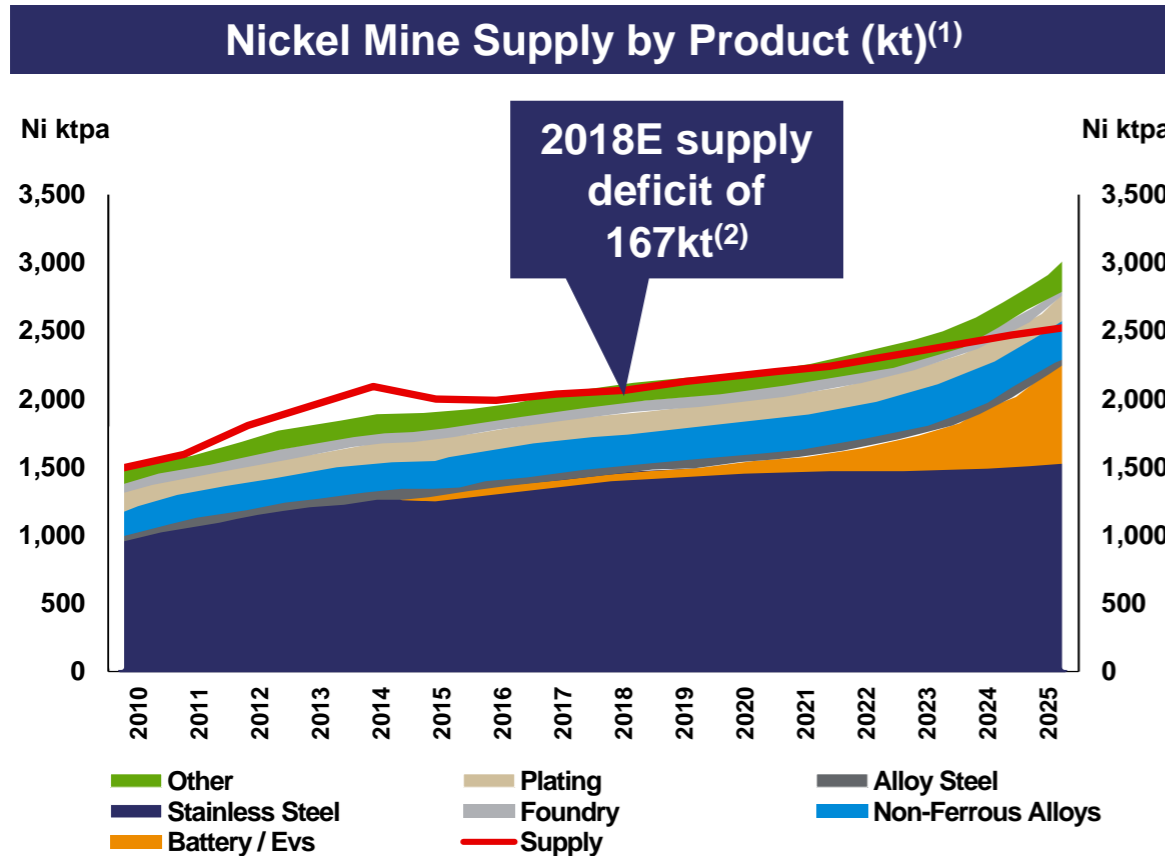 Nickel Mine Supply by Product (kt)(1)
Ni ktpa
Ni ktpa
2018E supply
deficit of
167kt(2)
3,500
3,000
2,500
2,000
1,500
1,000
500
0
3,500
3,000
2,500
2,000
1,500
1,000
500
0
2010
2011
2012
2013
2014
2015
2016
2017
2018
2019
2020
2021
2022
2023
2024
2025
Other
Plating
Alloy Steel
Stainless Steel
Foundry
Non-Ferrous Alloys
Battery / Evs
Supply